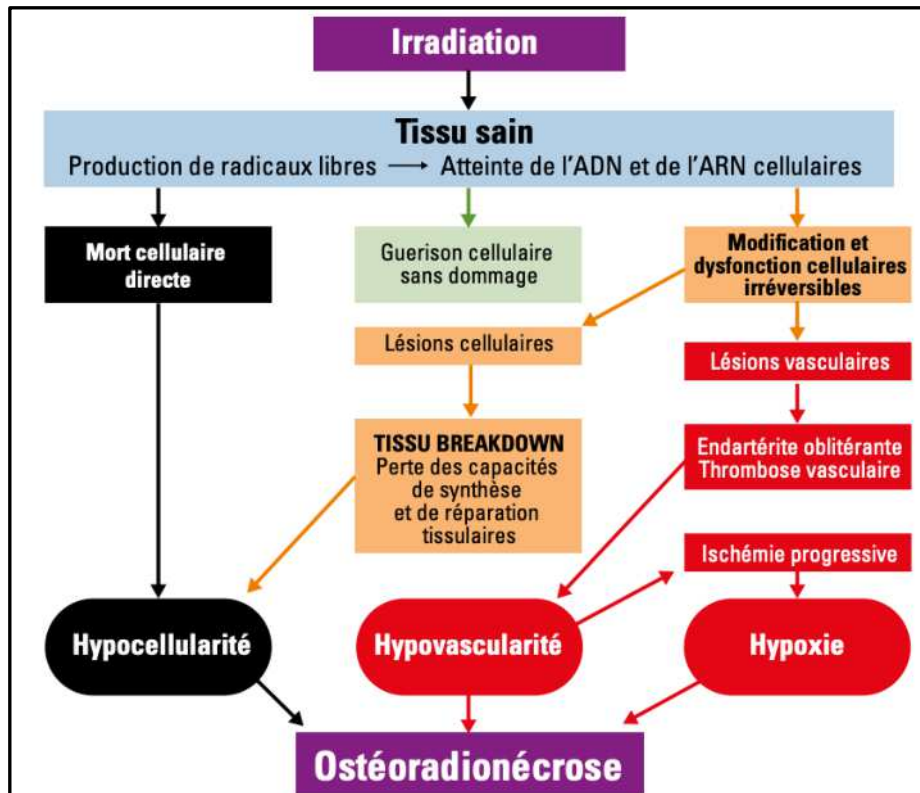 Irradiation
Tissu sain
Production de radicaux libres → Atteinte de l'ADN et de l'ARN cellulaires
Mort cellulaire
directe
Guerison cellulaire
sans dommage
Modification et
dysfonction cellulaires
irréversibles
Lésions cellulaires
Lésions vasculaires
TISSU BREAKDOWN
Perte des capacités
de synthèse
et de réparation
tissulaires
Endartérite oblitérante
Thrombose vasculaire
Ischémie progressive
Hypocellularité
Hypovascularité
Hypoxie
Ostéoradionécrose